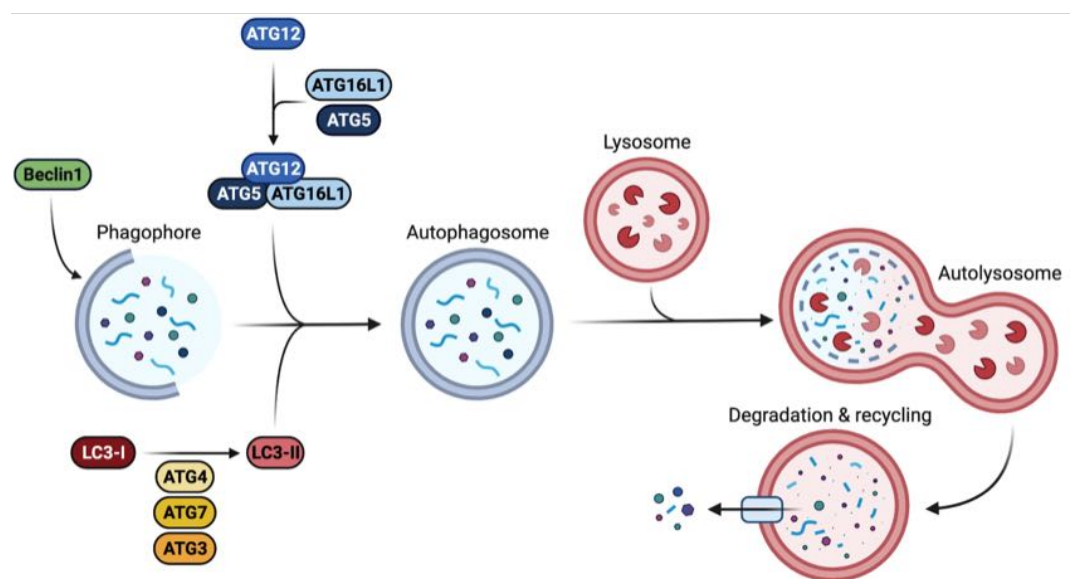 ATG12
ATG16L1
ATG5
Beclin1
ATG12
ATG5
ATG16L1
Lysosome
Phagophore
Autophagosome
Autolysosome
Degradation & recycling
LC3-I
LC3-II
ATG4
ATG7
ATG3